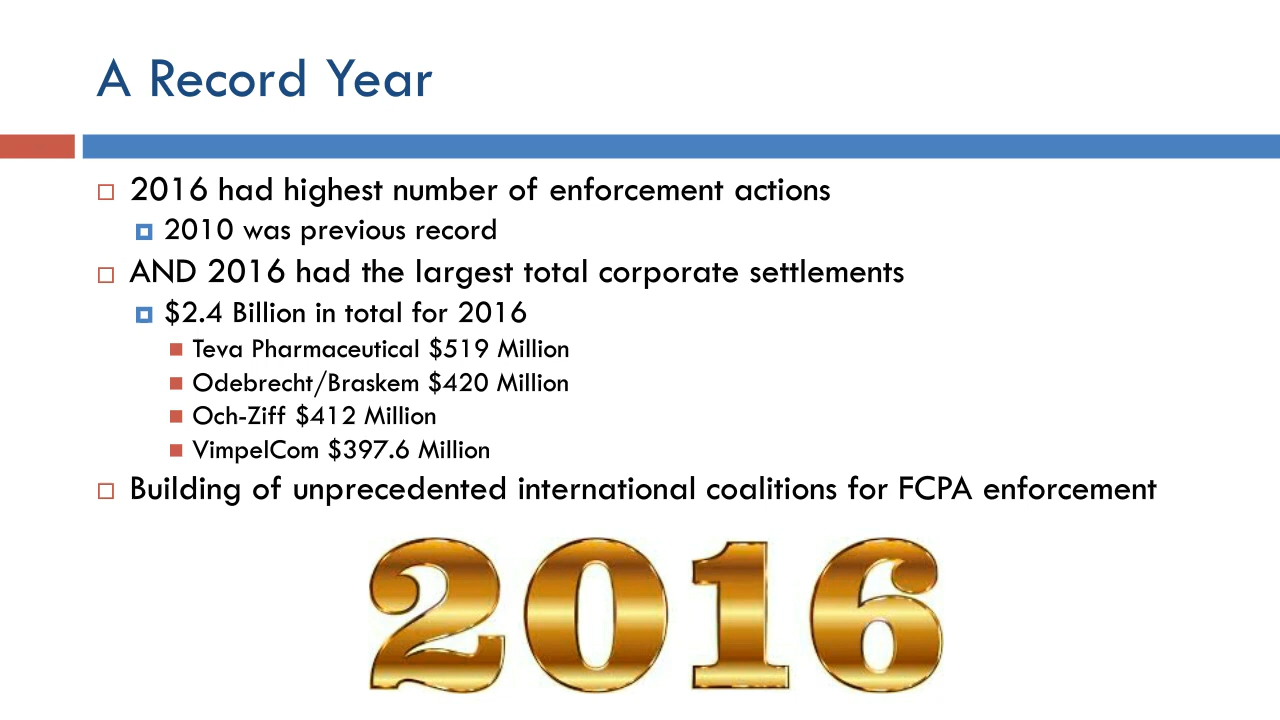 A Record Year
2016 had highest number of enforcement actions
2010 was previous record
AND 2016 had the largest total corporate settlements
$2.4 Billion in total for 2016
Teva Pharmaceutical $519 Million
Odebrecht/Braskem $420 Million
Och-Ziff $412 Million
VimpelCom $397.6 Million
Building of unprecedented international coalitions for FCPA enforcement
2016